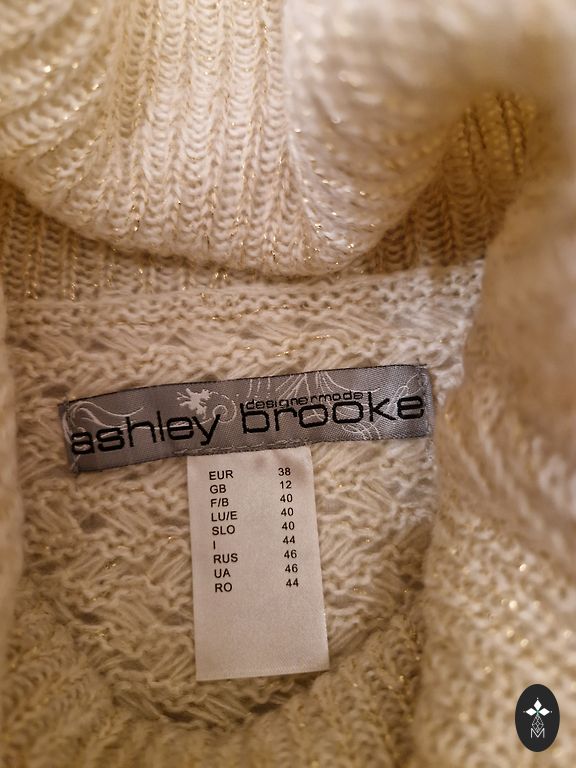 designermode
ashley brooke
EUR 38
GB 12
F/B 40
LU/E 40
SLO 40
I 44
RUS 46
UA 46
RO 44
M